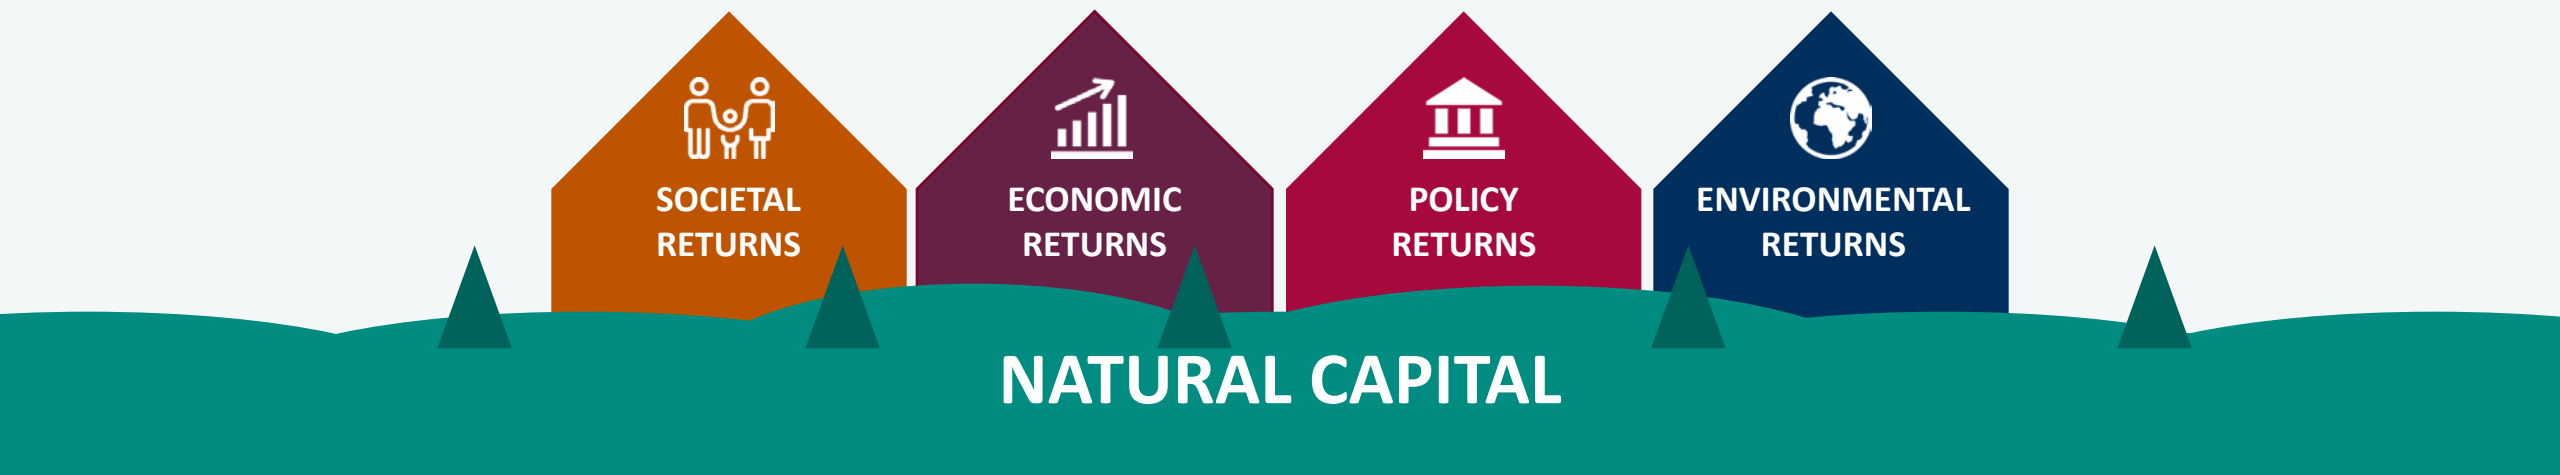 SOCIETAL
RETURNS
ECONOMIC
RETURNS
POLICY
RETURNS
ENVIRONMENTAL
RETURNS
NATURAL CAPITAL